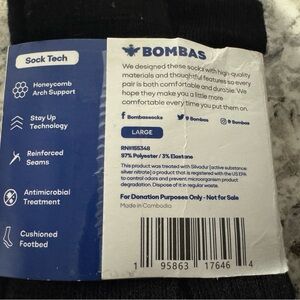 Sock Tech
Honeycomb
Arch Support
Stay Up
Technology
Reinforced
Seams
Antimicrobial
Treatment
Cushioned
Footbed
BOMBAS
We designed these socks with high quality
materials and thoughtful features so every
pair is both comfortable and durable. We
hope they make you a little more
comfortable every time you put them on.
Bombassocks
Bombas
Bombas
LARGE
RN#155348
97% Polyester / 3% Elastane
This product was treated with Silvadur (active substance:
silver nitrate) a product that is registered with the US EPA
to control odors and prevent microorganism product
degradation. Dispose of it in regular waste.
For Donation Purposes Only - Not for Sale
Made in Cambodia
1 95863 17646 4